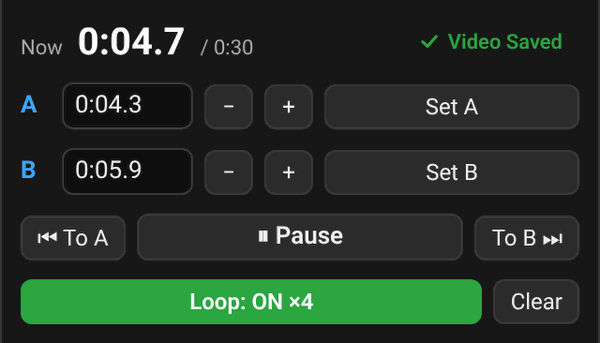 Now 0:04.7 / 0:30 ✓ Video Saved
A 0:04.3 − + Set A
B 0:05.9 − + Set B
⏮ To A ⏸ Pause To B ⏭
Loop: ON ×4 Clear